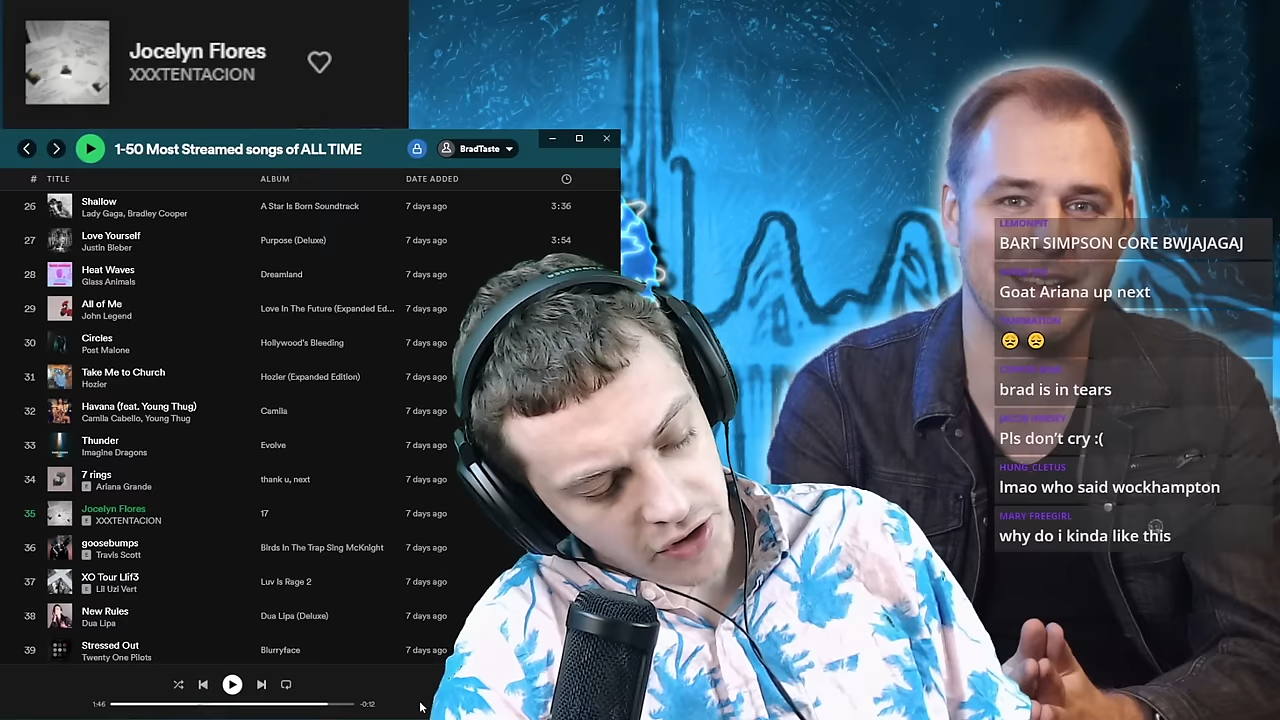 Jocelyn Flores
XXXTENTACION
1-50 Most Streamed songs of ALL TIME
BradTaste
# TITLE ALBUM DATE ADDED
26 Shallow A Star Is Born Soundtrack 7 days ago 3:36
Lady Gaga, Bradley Cooper
27 Love Yourself Purpose (Deluxe) 7 days ago 3:54
Justin Bieber
28 Heat Waves Dreamland 7 days ago
Glass Animals
29 All of Me Love In The Future (Expanded Ed... 7 days ago
John Legend
30 Circles Hollywood's Bleeding 7 days ago
Post Malone
31 Take Me to Church Hozier (Expanded Edition) 7 days ago
Hozier
32 Havana (feat. Young Thug) Camila 7 days ago
Camila Cabello, Young Thug
33 Thunder Evolve 7 days ago
Imagine Dragons
34 7 rings thank u, next 7 days ago
E Ariana Grande
35 Jocelyn Flores 17 7 days ago
E XXXTENTACION
36 goosebumps Birds In The Trap Sing McKnight 7 days ago
E Travis Scott
37 XO Tour Llif3 Luv Is Rage 2 7 days ago
E Lil Uzi Vert
38 New Rules Dua Lipa (Deluxe) 7 days ago
Dua Lipa
39 Stressed Out Blurryface 7 days ago
Twenty One Pilots
1:46 -0:12
LEMONFIT
BART SIMPSON CORE BWJAJAGAJ
Goat Ariana up next
brad is in tears
Pls don't cry :(
HUNG CLETUS
lmao who said wockhampton
MARY FREEGIRL
why do i kinda like this